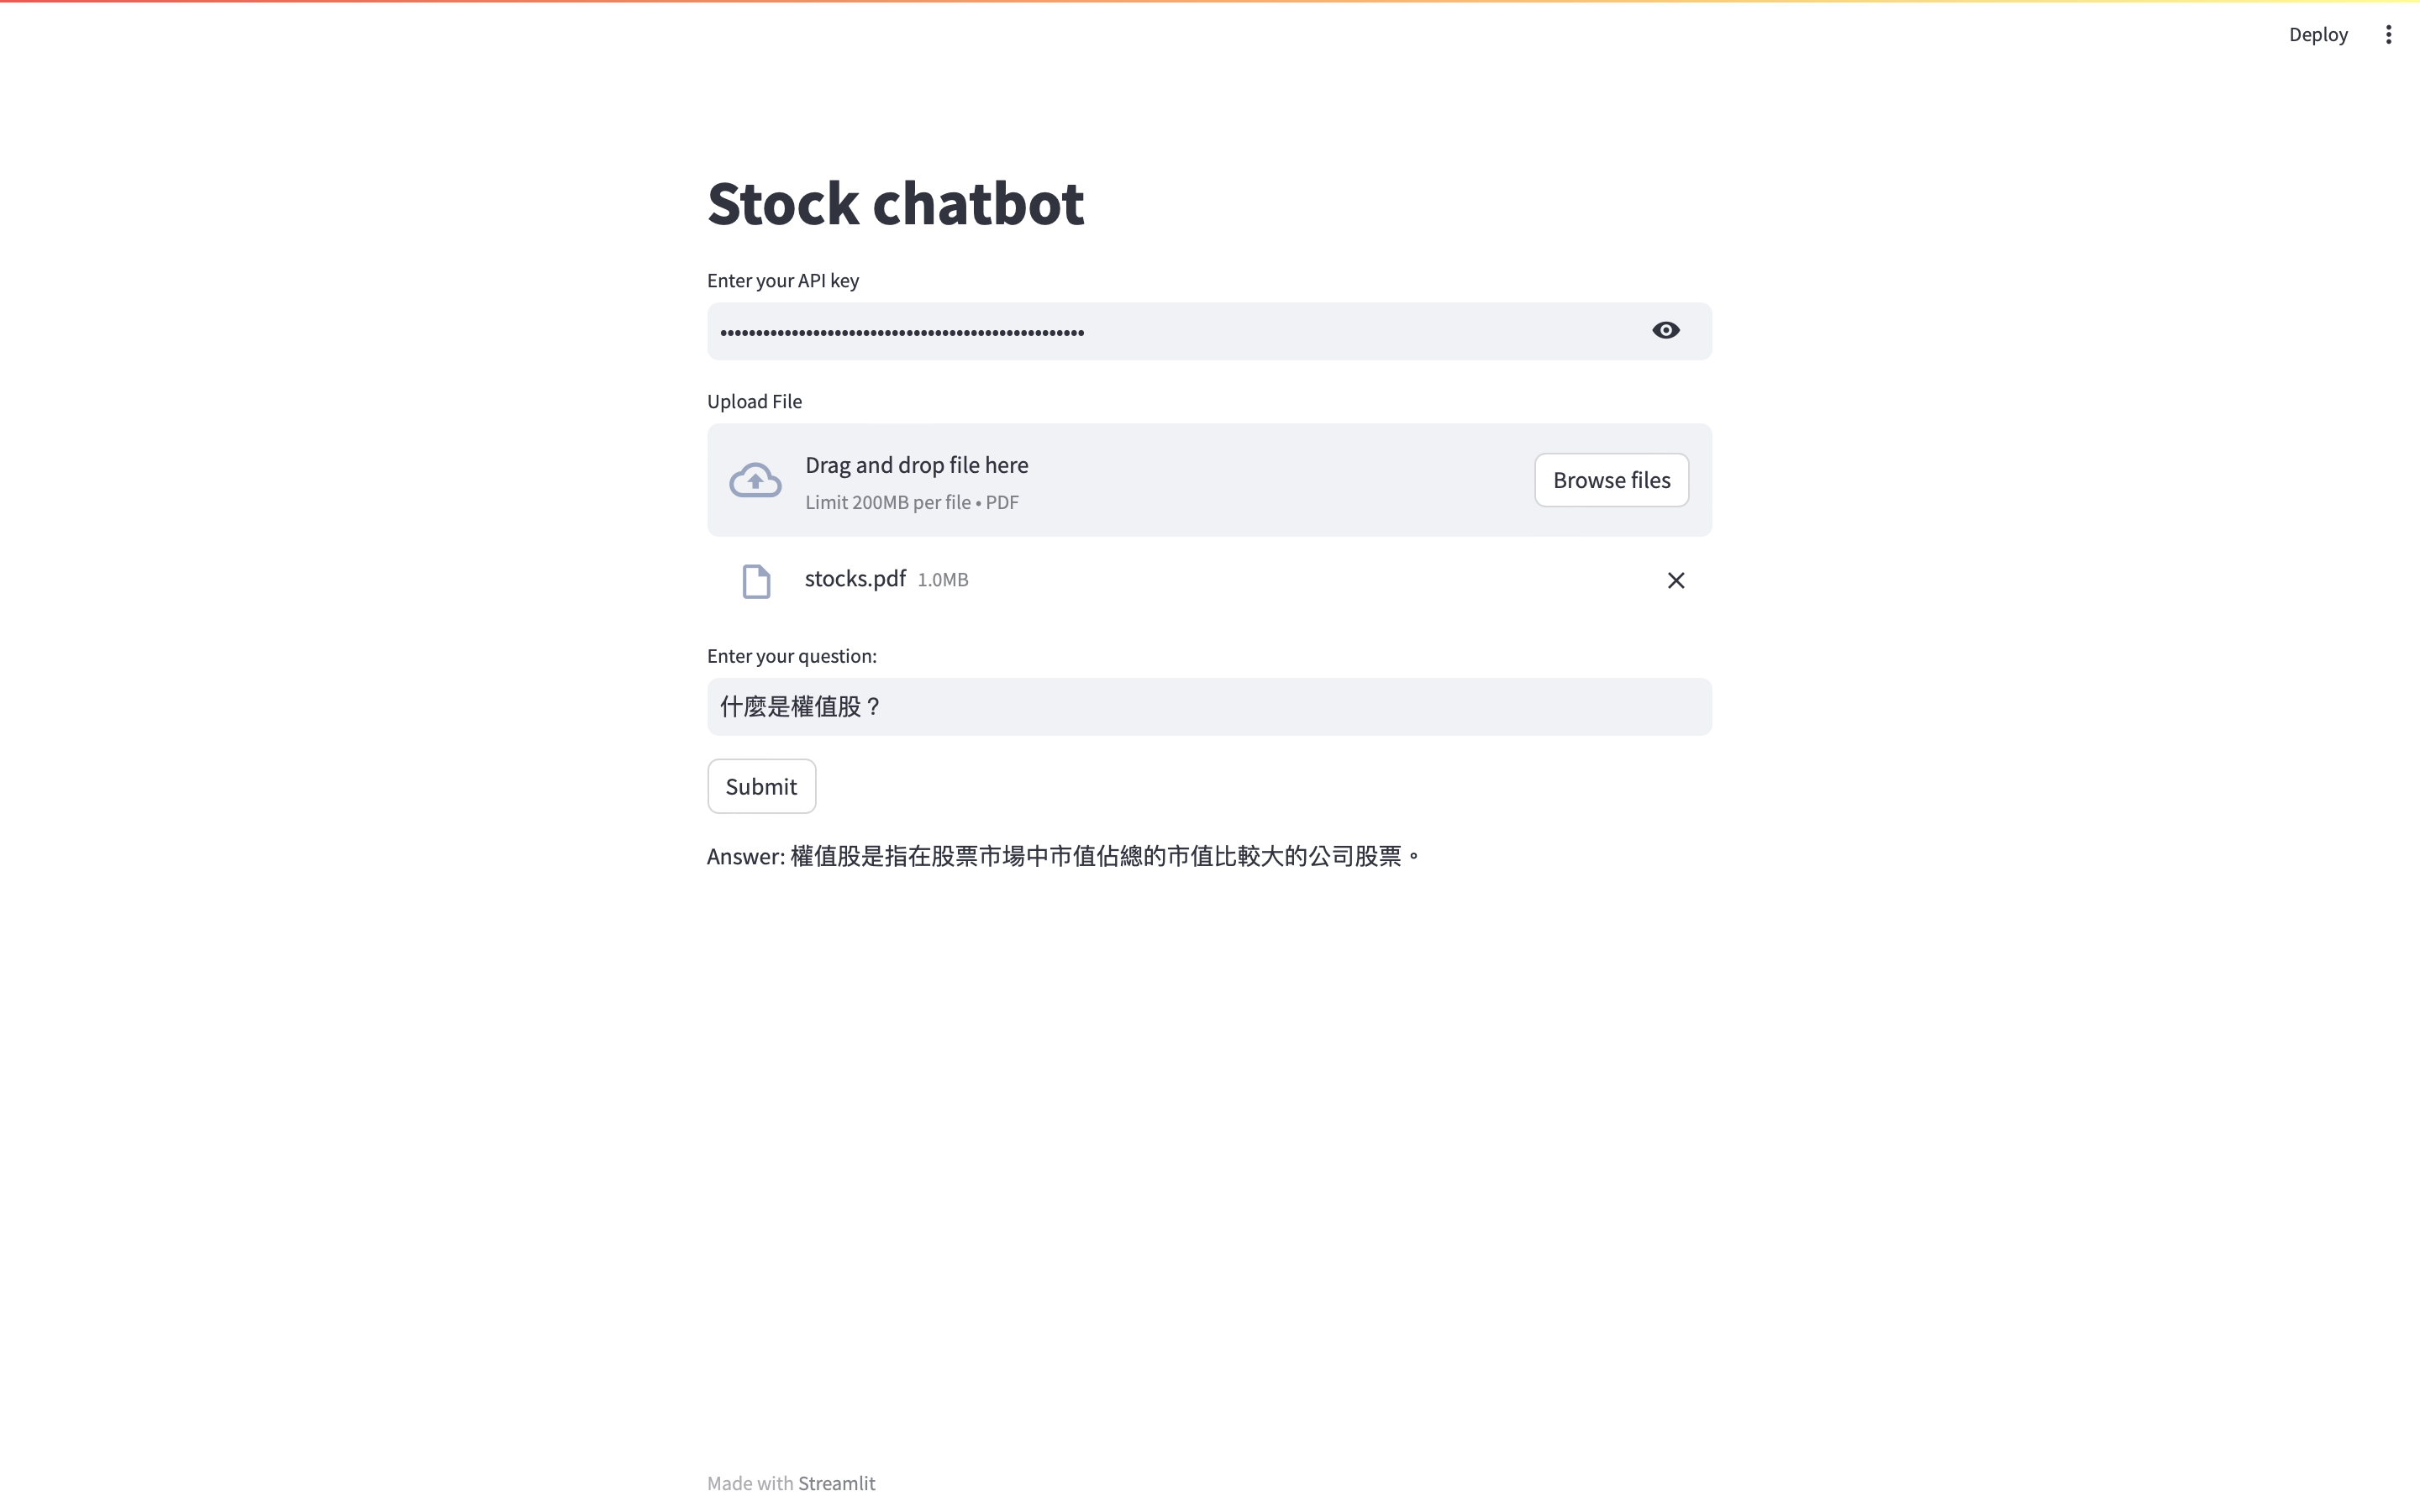 Deploy
Stock chatbot
Enter your API key
••••••••••••••••••••••••••••••••••••••••••••••••••••
Upload File
Drag and drop file here
Limit 200MB per file • PDF
Browse files
stocks.pdf 1.0MB
Enter your question:
什麼是權值股？
Submit
Answer: 權值股是指在股票市場中市值佔總的市值比較大的公司股票。
Made with Streamlit